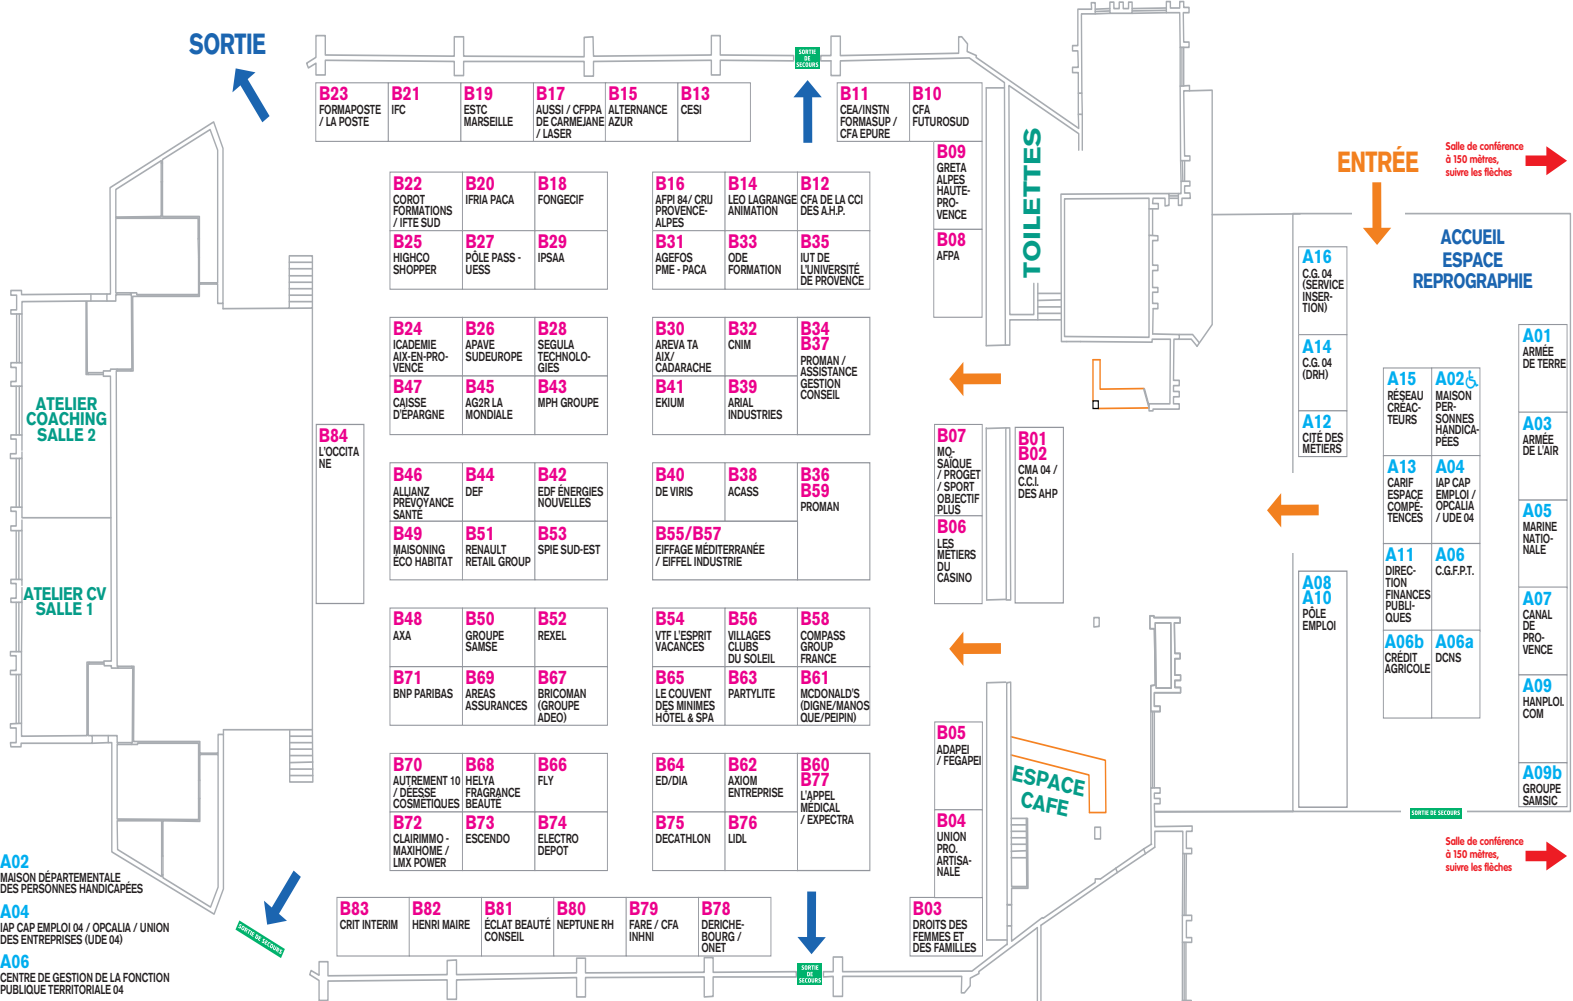 SORTIE
SORTIE
DE
SECOURS
B23
FORMAPOSTE
/ LA POSTE
B21
IFC
B19
ESTC
MARSEILLE
B17
AUSSI / CFPPA
DE CARMEJANE
/ LASER
B15
ALTERNANCE
AZUR
B13
CESI
B11
CEA/INSTN
FORMASUP /
CFA EPURE
B10
CFA
FUTUROSUD
B09
GRETA
ALPES
HAUTE-
PRO-
VENCE
B08
AFPA
TOILETTES
ENTRÉE
Salle de conférence
à 150 mètres,
suivre les flèches
ACCUEIL
ESPACE
REPROGRAPHIE
B22
COROT
FORMATIONS
/ IFTE SUD
B20
IFRIA PACA
B18
FONGECIF
B16
AFPI 84/ CRIJ
PROVENCE-
ALPES
B14
LEO LAGRANGE
ANIMATION
B12
CFA DE LA CCI
DES A.H.P.
B25
HIGHCO
SHOPPER
B27
PÔLE PASS -
UESS
B29
IPSAA
B31
AGEFOS
PME - PACA
B33
ODE
FORMATION
B35
IUT DE
L'UNIVERSITÉ
DE PROVENCE
B24
ICADEMIE
AIX-EN-PRO-
VENCE
B26
APAVE
SUDEUROPE
B28
SEGULA
TECHNOLO-
GIES
B30
AREVA TA
AIX/
CADARACHE
B32
CNIM
B34
B37
PROMAN /
ASSISTANCE
GESTION
CONSEIL
B47
CAISSE
D'ÉPARGNE
B45
AG2R LA
MONDIALE
B43
MPH GROUPE
B41
EKIUM
B39
ARIAL
INDUSTRIES
ATELIER
COACHING
SALLE 2
ATELIER CV
SALLE 1
B84
L'OCCITA
NE
B46
ALLIANZ
PRÉVOYANCE
SANTÉ
B44
DEF
B42
EDF ÉNERGIES
NOUVELLES
B40
DE VIRIS
B38
ACASS
B36
B59
PROMAN
B49
MAISONING
ÉCO HABITAT
B51
RENAULT
RETAIL GROUP
B53
SPIE SUD-EST
B55/B57
EIFFAGE MÉDITERRANÉE
/ EIFFEL INDUSTRIE
B07
MO-
SAÏQUE
/ PROGET
/ SPORT
OBJECTIF
PLUS
B06
LES
MÉTIERS
DU
CASINO
B01
B02
CMA 04 /
C.C.I.
DES AHP
B48
AXA
B50
GROUPE
SAMSE
B52
REXEL
B54
VTF L'ESPRIT
VACANCES
B56
VILLAGES
CLUBS
DU SOLEIL
B58
COMPASS
GROUP
FRANCE
B71
BNP PARIBAS
B69
AREAS
ASSURANCES
B67
BRICOMAN
(GROUPE
ADEO)
B65
LE COUVENT
DES MINIMES
HÔTEL & SPA
B63
PARTYLITE
B61
MCDONALD'S
(DIGNE/MANOS
QUE/PEIPIN)
B70
AUTREMENT 10
/ DÉESSE
COSMÉTIQUES
B68
HELYA
FRAGRANCE
BEAUTÉ
B66
FLY
B64
ED/DIA
B62
AXIOM
ENTREPRISE
B60
B77
L'APPEL
MÉDICAL
/ EXPECTRA
B72
CLAIRIMMO -
MAXIHOME /
LMX POWER
B73
ESCENDO
B74
ELECTRO
DEPOT
B75
DECATHLON
B76
LIDL
B05
ADAPEI
/ FEGAPEI
B04
UNION
PRO.
ARTISA-
NALE
B03
DROITS DES
FEMMES ET
DES FAMILLES
ESPACE
CAFE
B83
CRIT INTERIM
B82
HENRI MAIRE
B81
ÉCLAT BEAUTÉ
CONSEIL
B80
NEPTUNE RH
B79
FARE / CFA
INHNI
B78
DERICHE-
BOURG /
ONET
SORTIE
DE
SECOURS
SORTIE DE SECOURS
A16
C.G. 04
(SERVICE
INSER-
TION)
A14
C.G. 04
(DRH)
A12
CITÉ DES
MÉTIERS
A08
A10
PÔLE
EMPLOI
A15
RÉSEAU
CRÉAC-
TEURS
A02
MAISON
PER-
SONNES
HANDICA-
PÉES
A13
CARIF
ESPACE
COMPÉ-
TENCES
A04
IAP CAP
EMPLOI /
OPCALIA
/ UDE 04
A11
DIREC-
TION
FINANCES
PUBLI-
QUES
A06
C.G.F.P.T.
A06b
CRÉDIT
AGRICOLE
A06a
DCNS
A01
ARMÉE
DE TERRE
A03
ARMÉE
DE L'AIR
A05
MARINE
NATIO-
NALE
A07
CANAL
DE
PRO-
VENCE
A09
HANPLOI.
COM
A09b
GROUPE
SAMSIC
SORTIE DE SECOURS
Salle de conférence
à 150 mètres,
suivre les flèches
A02
MAISON DÉPARTEMENTALE
DES PERSONNES HANDICAPÉES
A04
IAP CAP EMPLOI 04 / OPCALIA / UNION
DES ENTREPRISES (UDE 04)
A06
CENTRE DE GESTION DE LA FONCTION
PUBLIQUE TERRITORIALE 04